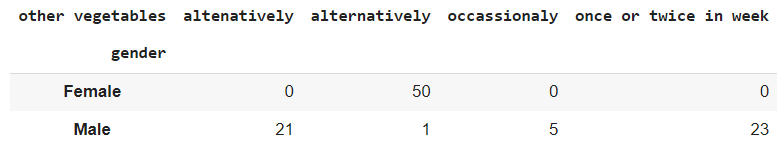 other vegetables altenatively alternatively occassionaly once or twice in week
gender
Female 0 50 0 0
Male 21 1 5 23